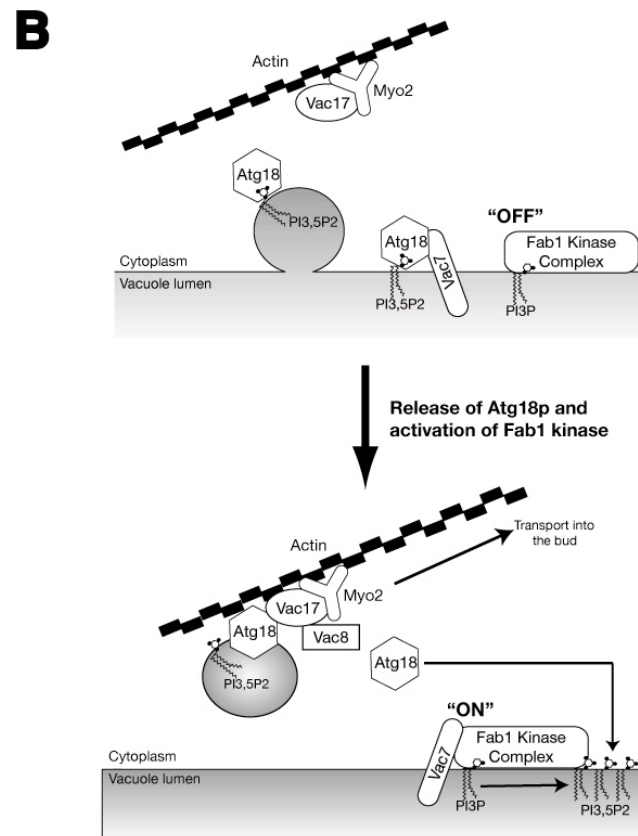 B
Actin
Myo2
Vac17
Atg18
PI3,5P2
"OFF"
Atg18
Fab1 Kinase
Complex
Cytoplasm
Vac7
Vacuole lumen
PI3,5P2
PI3P
Release of Atg18p and
activation of Fab1 kinase
Transport into
the bud
Actin
Myo2
Vac17
Atg18
Vac8
Atg18
PI3,5P2
"ON"
Fab1 Kinase
Complex
Vac7
Cytoplasm
Vacuole lumen
PI3P
PI3,5P2